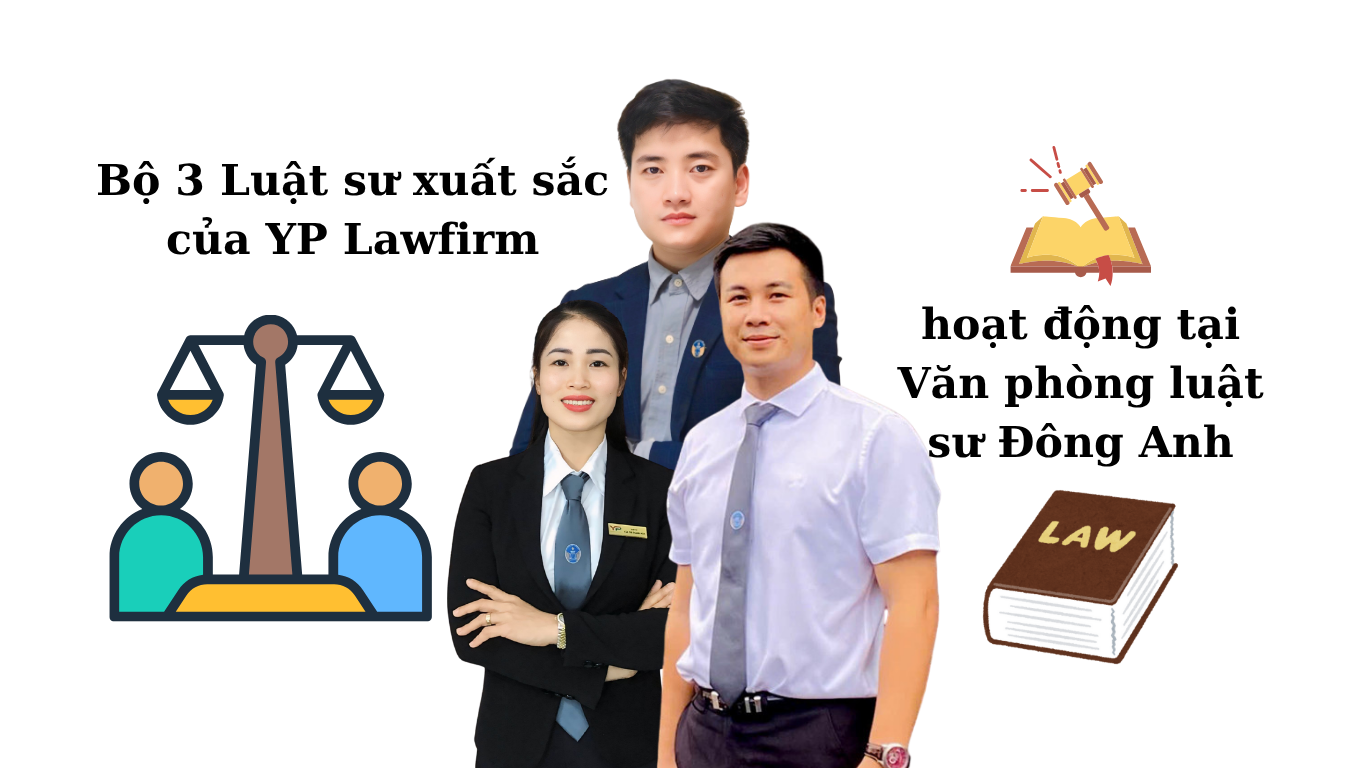 Bộ 3 Luật sư xuất sắc
của YP Lawfirm
hoạt động tại
Văn phòng luật
sư Đông Anh
LAW
YP